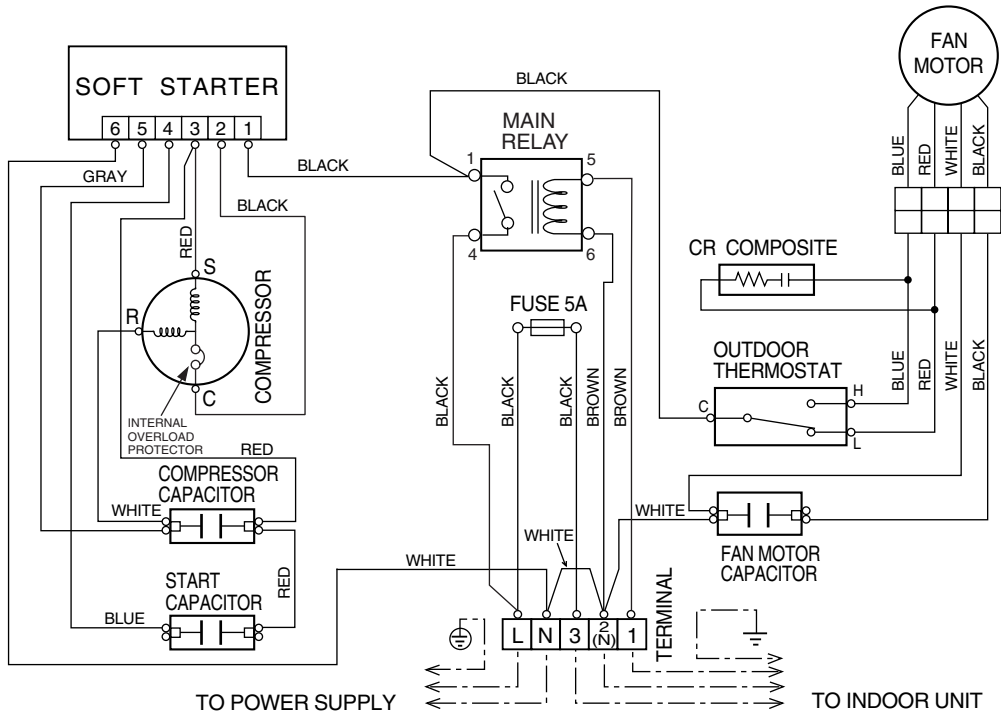 SOFT STARTER
6 5 4 3 2 1
GRAY
BLACK
BLACK
RED
S
R
C
COMPRESSOR
INTERNAL
OVERLOAD
PROTECTOR
RED
COMPRESSOR
CAPACITOR
WHITE
START
CAPACITOR
RED
BLUE
BLACK
MAIN
RELAY
1
5
4
6
FUSE 5A
BLACK
BLACK
BLACK
BROWN
BROWN
WHITE
WHITE
WHITE
L N 3 2 (N) 1
TERMINAL
TO POWER SUPPLY
TO INDOOR UNIT
FAN
MOTOR
BLUE
RED
WHITE
BLACK
CR COMPOSITE
OUTDOOR
THERMOSTAT
C
H
L
BLUE
RED
WHITE
BLACK
FAN MOTOR
CAPACITOR